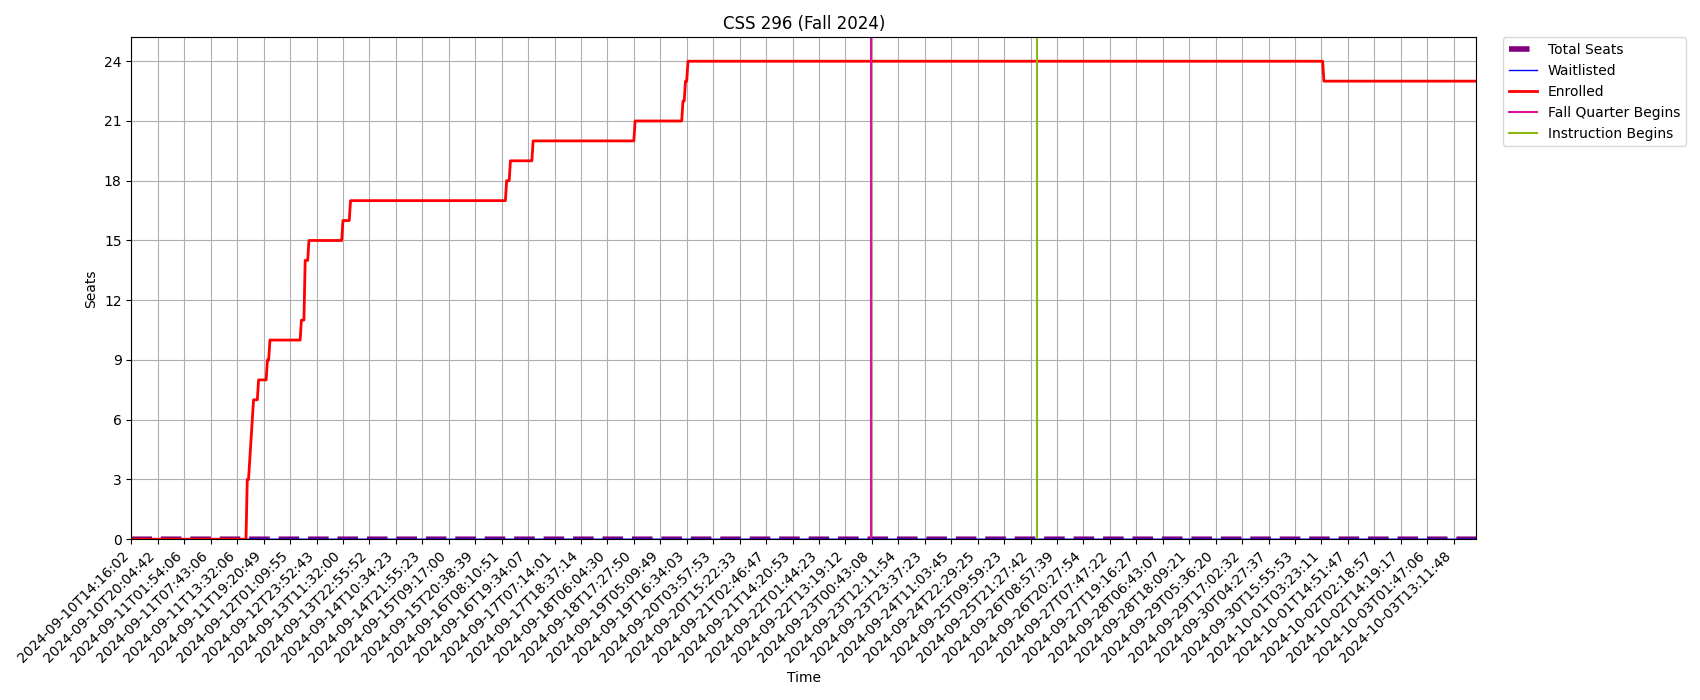 CSS 296 (Fall 2024)
Total Seats
Waitlisted
Enrolled
Fall Quarter Begins
Instruction Begins
Seats
24
21
18
15
12
9
6
3
0
2024-09-10T14:16:02
2024-09-10T20:04:42
2024-09-11T01:54:06
2024-09-11T07:43:06
2024-09-11T13:32:06
2024-09-11T19:20:49
2024-09-12T01:09:55
2024-09-12T23:52:43
2024-09-13T11:32:00
2024-09-13T22:55:52
2024-09-14T10:34:23
2024-09-14T21:55:23
2024-09-15T09:17:00
2024-09-15T20:38:39
2024-09-16T08:10:51
2024-09-16T19:34:07
2024-09-17T07:14:01
2024-09-17T18:37:14
2024-09-18T06:04:30
2024-09-18T17:27:50
2024-09-19T05:09:49
2024-09-19T16:34:03
2024-09-20T03:57:53
2024-09-20T15:22:33
2024-09-21T02:46:47
2024-09-21T14:20:53
2024-09-22T01:44:23
2024-09-22T13:19:12
2024-09-23T00:43:08
2024-09-23T12:11:54
2024-09-23T23:37:23
2024-09-24T11:03:45
2024-09-24T22:29:25
2024-09-25T09:59:23
2024-09-25T21:27:42
2024-09-26T08:57:39
2024-09-26T20:27:54
2024-09-27T07:47:22
2024-09-27T19:16:27
2024-09-28T06:43:07
2024-09-28T18:09:21
2024-09-29T05:36:20
2024-09-29T17:02:32
2024-09-30T04:27:37
2024-09-30T15:55:53
2024-10-01T03:23:11
2024-10-01T14:51:47
2024-10-02T02:18:57
2024-10-02T14:19:17
2024-10-03T01:47:06
2024-10-03T13:11:48
Time